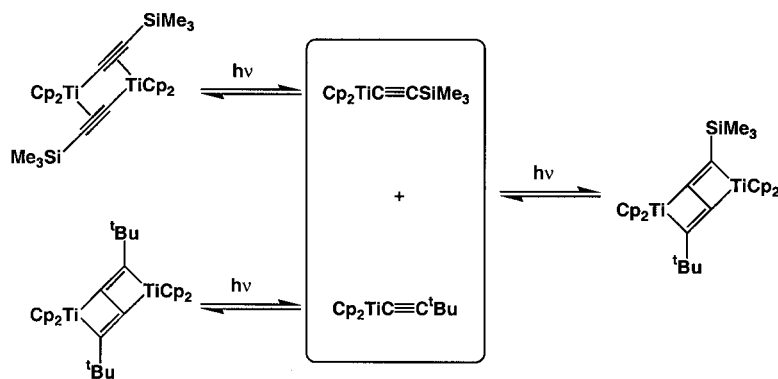 SiMe₃
Cp₂Ti
TiCp₂
Me₃Si
hν
Cp₂TiC≡CSiMe₃
+
hν
SiMe₃
Cp₂Ti
TiCp₂
ᵗBu
ᵗBu
Cp₂Ti
TiCp₂
ᵗBu
hν
Cp₂TiC≡CᵗBu